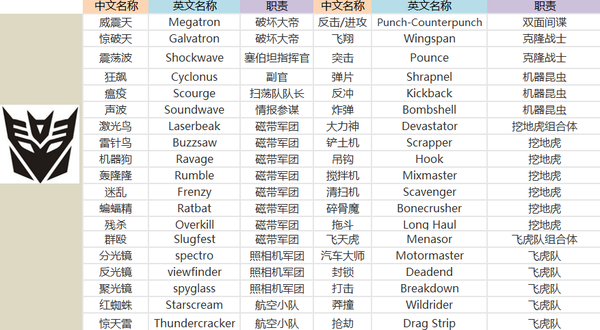 中文名称 英文名称 职责 中文名称 英文名称 职责
威震天 Megatron 破坏大帝 反击/进攻 Punch-Counterpunch 双面间谍
惊破天 Galvatron 破坏大帝 飞翔 Wingspan 克隆战士
震荡波 Shockwave 塞伯坦指挥官 突击 Pounce 克隆战士
狂飙 Cyclonus 副官 弹片 Shrapnel 机器昆虫
瘟疫 Scourge 扫荡队队长 反冲 Kickback 机器昆虫
声波 Soundwave 情报参谋 炸弹 Bombshell 机器昆虫
激光鸟 Laserbeak 磁带军团 大力神 Devastator 挖地虎组合体
雷针鸟 Buzzsaw 磁带军团 铲土机 Scrapper 挖地虎
机器狗 Ravage 磁带军团 吊钩 Hook 挖地虎
轰隆隆 Rumble 磁带军团 搅拌机 Mixmaster 挖地虎
迷乱 Frenzy 磁带军团 清扫机 Scavenger 挖地虎
蝙蝠精 Ratbat 磁带军团 碎骨魔 Bonecrusher 挖地虎
残杀 Overkill 磁带军团 拖斗 Long Haul 挖地虎
群殴 Slugfest 磁带军团 飞天虎 Menasor 飞虎队组合体
分光镜 spectro 照相机军团 汽车大师 Motormaster 飞虎队
反光镜 viewfinder 照相机军团 封锁 Deadend 飞虎队
聚光镜 spyglass 照相机军团 打击 Breakdown 飞虎队
红蜘蛛 Starscream 航空小队 莽撞 Wildrider 飞虎队
惊天雷 Thundercracker 航空小队 抢劫 Drag Strip 飞虎队